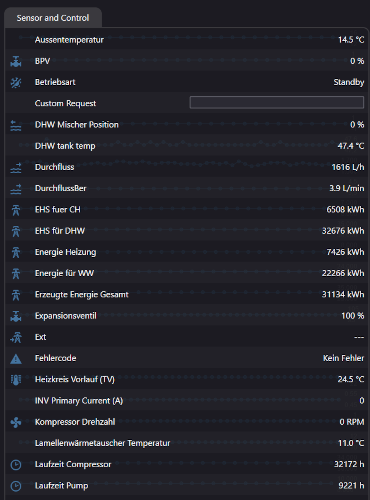 Sensor and Control
Aussentemperatur 14.5 °C
BPV 0 %
Betriebsart Standby
Custom Request
DHW Mischer Position 0 %
DHW tank temp 47.4 °C
Durchfluss 1616 L/h
DurchflussBer 3.9 L/min
EHS fuer CH 6508 kWh
EHS für DHW 32676 kWh
Energie Heizung 7426 kWh
Energie für WW 22266 kWh
Erzeugte Energie Gesamt 31134 kWh
Expansionsventil 100 %
Ext ---
Fehlercode Kein Fehler
Heizkreis Vorlauf (TV) 24.5 °C
INV Primary Current (A) 0
Kompressor Drehzahl 0 RPM
Lamellenwärmetauscher Temperatur 11.0 °C
Laufzeit Compressor 32172 h
Laufzeit Pump 9221 h